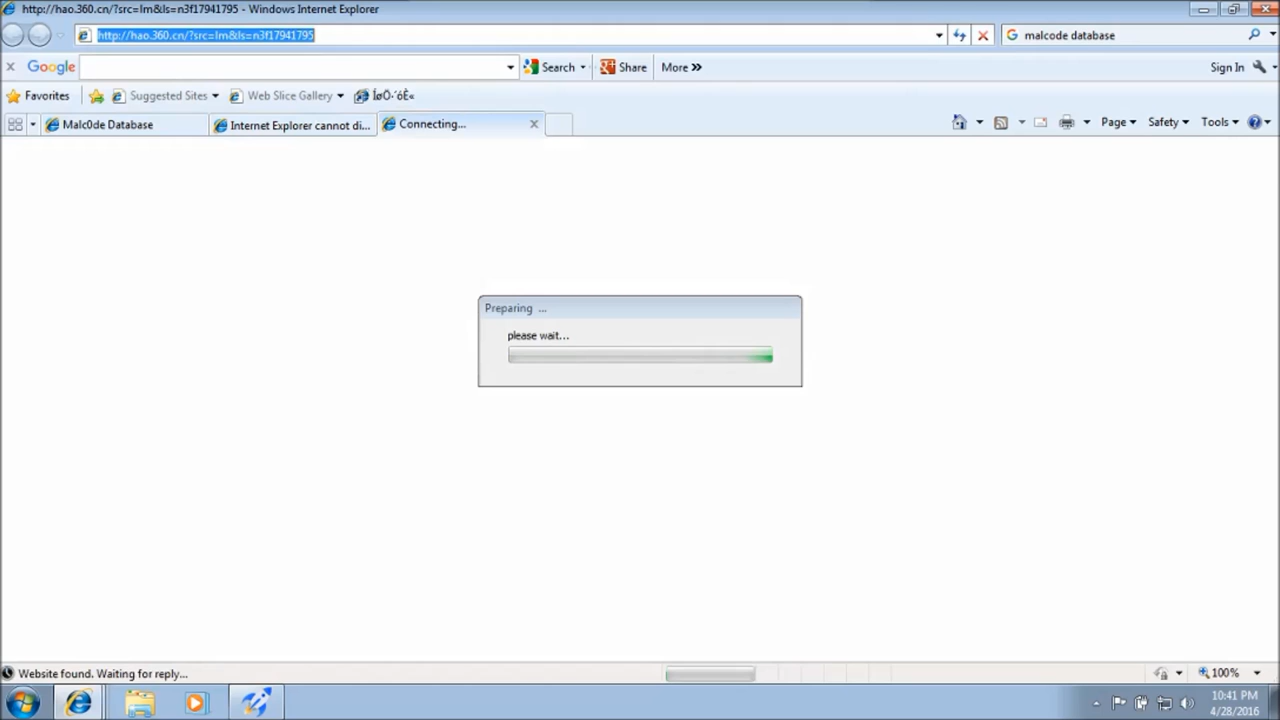 http://hao.360.cn/?src=lm&ls=n3f17941795 - Windows Internet Explorer
http://hao.360.cn/?src=lm&ls=n3f17941795
malcode database
Google
Search
Share
More »
Sign In
Favorites
Suggested Sites
Web Slice Gallery
ÍøÖ·´óÈ«
Malc0de Database
Internet Explorer cannot di...
Connecting...
Page
Safety
Tools
Preparing ...
please wait...
Website found. Waiting for reply...
100%
10:41 PM
4/28/2016